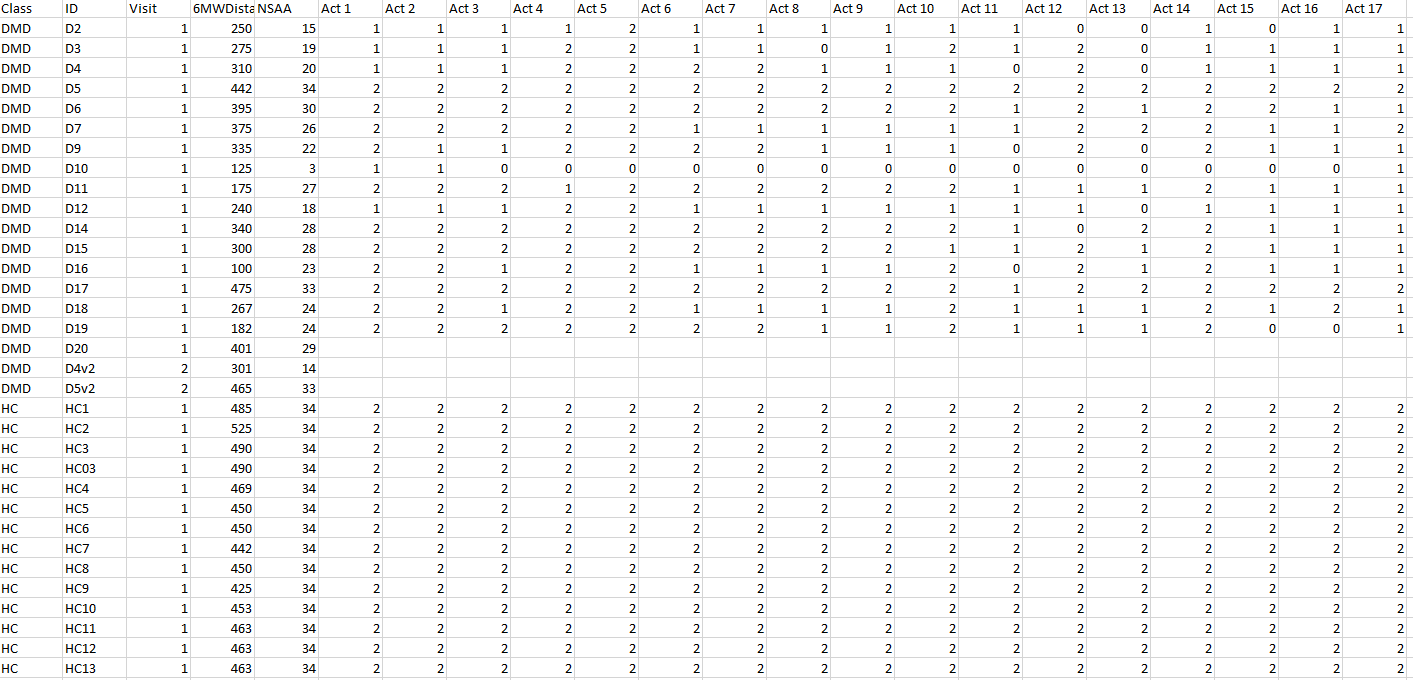 Class ID Visit 6MWDista NSAA Act 1 Act 2 Act 3 Act 4 Act 5 Act 6 Act 7 Act 8 Act 9 Act 10 Act 11 Act 12 Act 13 Act 14 Act 15 Act 16 Act 17
DMD D2 1 250 15 1 1 1 1 2 1 1 1 1 1 1 0 0 1 0 1 1
DMD D3 1 275 19 1 1 1 2 2 1 1 0 1 2 1 2 0 1 1 1 1
DMD D4 1 310 20 1 1 1 2 2 2 2 1 1 1 0 2 0 1 1 1 1
DMD D5 1 442 34 2 2 2 2 2 2 2 2 2 2 2 2 2 2 2 2 2
DMD D6 1 395 30 2 2 2 2 2 2 2 2 2 2 1 2 1 2 2 1 1
DMD D7 1 375 26 2 2 2 2 2 1 1 1 1 1 1 2 2 2 1 1 2
DMD D9 1 335 22 2 1 1 2 2 2 2 1 1 1 0 2 0 2 1 1 1
DMD D10 1 125 3 1 1 0 0 0 0 0 0 0 0 0 0 0 0 0 0 1
DMD D11 1 175 27 2 2 2 1 2 2 2 2 2 2 1 1 1 2 1 1 1
DMD D12 1 240 18 1 1 1 2 2 1 1 1 1 1 1 1 0 1 1 1 1
DMD D14 1 340 28 2 2 2 2 2 2 2 2 2 2 1 0 2 2 1 1 1
DMD D15 1 300 28 2 2 2 2 2 2 2 2 2 1 1 2 1 2 1 1 1
DMD D16 1 100 23 2 2 1 2 2 1 1 1 1 2 0 2 1 2 1 1 1
DMD D17 1 475 33 2 2 2 2 2 2 2 2 2 2 1 2 2 2 2 2 2
DMD D18 1 267 24 2 2 1 2 2 1 1 1 1 2 1 1 1 2 1 2 1
DMD D19 1 182 24 2 2 2 2 2 2 2 1 1 2 1 1 1 2 0 0 1
DMD D20 1 401 29
DMD D4v2 2 301 14
DMD D5v2 2 465 33
HC HC1 1 485 34 2 2 2 2 2 2 2 2 2 2 2 2 2 2 2 2 2
HC HC2 1 525 34 2 2 2 2 2 2 2 2 2 2 2 2 2 2 2 2 2
HC HC3 1 490 34 2 2 2 2 2 2 2 2 2 2 2 2 2 2 2 2 2
HC HC03 1 490 34 2 2 2 2 2 2 2 2 2 2 2 2 2 2 2 2 2
HC HC4 1 469 34 2 2 2 2 2 2 2 2 2 2 2 2 2 2 2 2 2
HC HC5 1 450 34 2 2 2 2 2 2 2 2 2 2 2 2 2 2 2 2 2
HC HC6 1 450 34 2 2 2 2 2 2 2 2 2 2 2 2 2 2 2 2 2
HC HC7 1 442 34 2 2 2 2 2 2 2 2 2 2 2 2 2 2 2 2 2
HC HC8 1 450 34 2 2 2 2 2 2 2 2 2 2 2 2 2 2 2 2 2
HC HC9 1 425 34 2 2 2 2 2 2 2 2 2 2 2 2 2 2 2 2 2
HC HC10 1 453 34 2 2 2 2 2 2 2 2 2 2 2 2 2 2 2 2 2
HC HC11 1 463 34 2 2 2 2 2 2 2 2 2 2 2 2 2 2 2 2 2
HC HC12 1 463 34 2 2 2 2 2 2 2 2 2 2 2 2 2 2 2 2 2
HC HC13 1 463 34 2 2 2 2 2 2 2 2 2 2 2 2 2 2 2 2 2